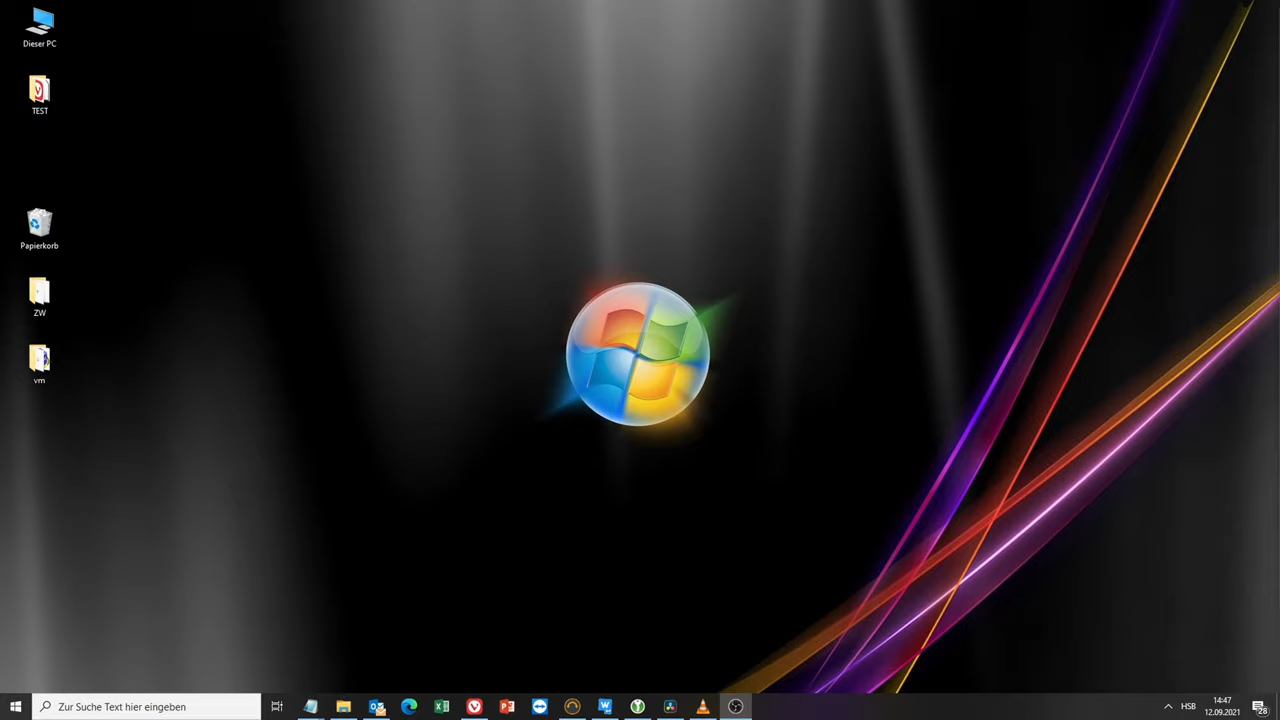 Dieser PC
TEST
Papierkorb
ZW
vm
Zur Suche Text hier eingeben
HSB
14:47
12.09.2021
28